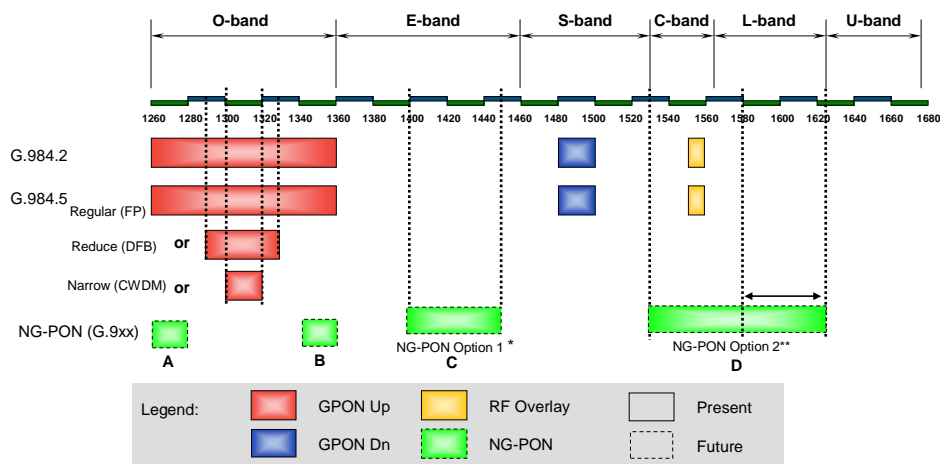 O-band E-band S-band C-band L-band U-band
1260 1280 1300 1320 1340 1360 1380 1400 1420 1440 1460 1480 1500 1520 1540 1560 1580 1600 1620 1640 1660 1680
G.984.2
G.984.5 Regular (FP)
Reduce (DFB) or
Narrow (CWDM) or
NG-PON (G.9xx)
NG-PON Option 1 * NG-PON Option 2**
A B C D
Legend: GPON Up RF Overlay Present
GPON Dn NG-PON Future